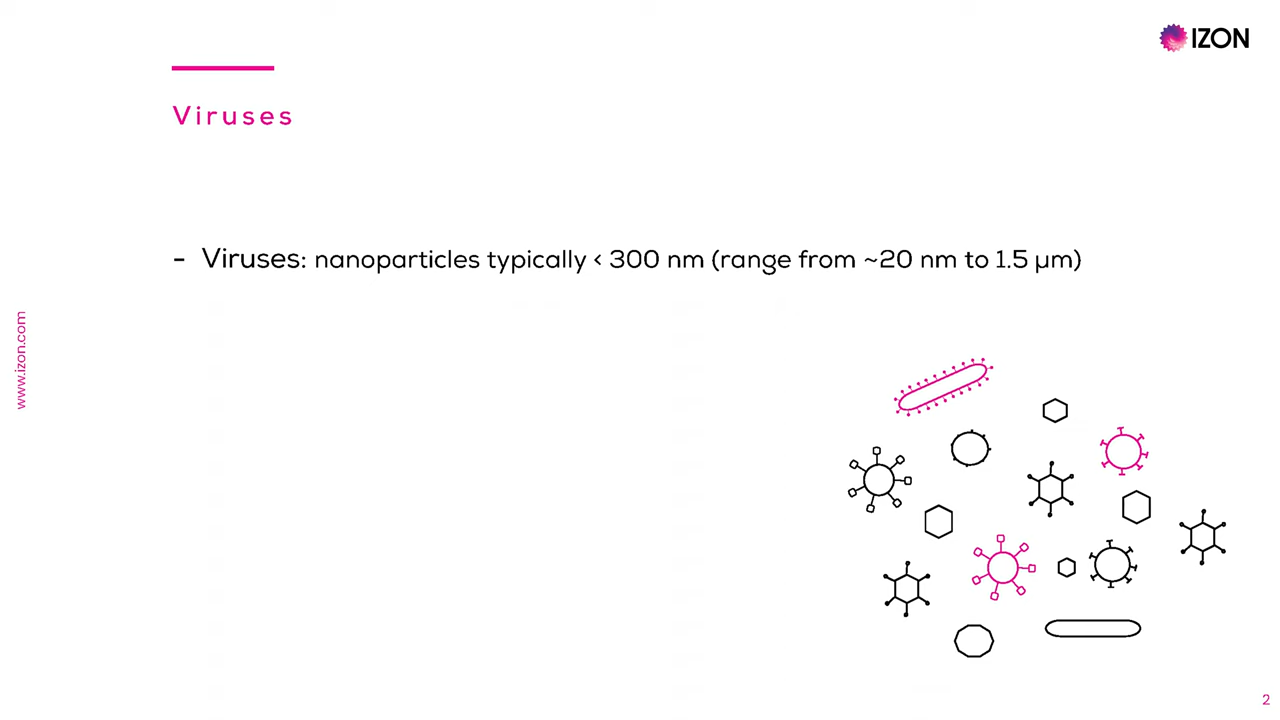 IZON
Viruses
- Viruses: nanoparticles typically < 300 nm (range from ~20 nm to 1.5 µm)
www.izon.com
2